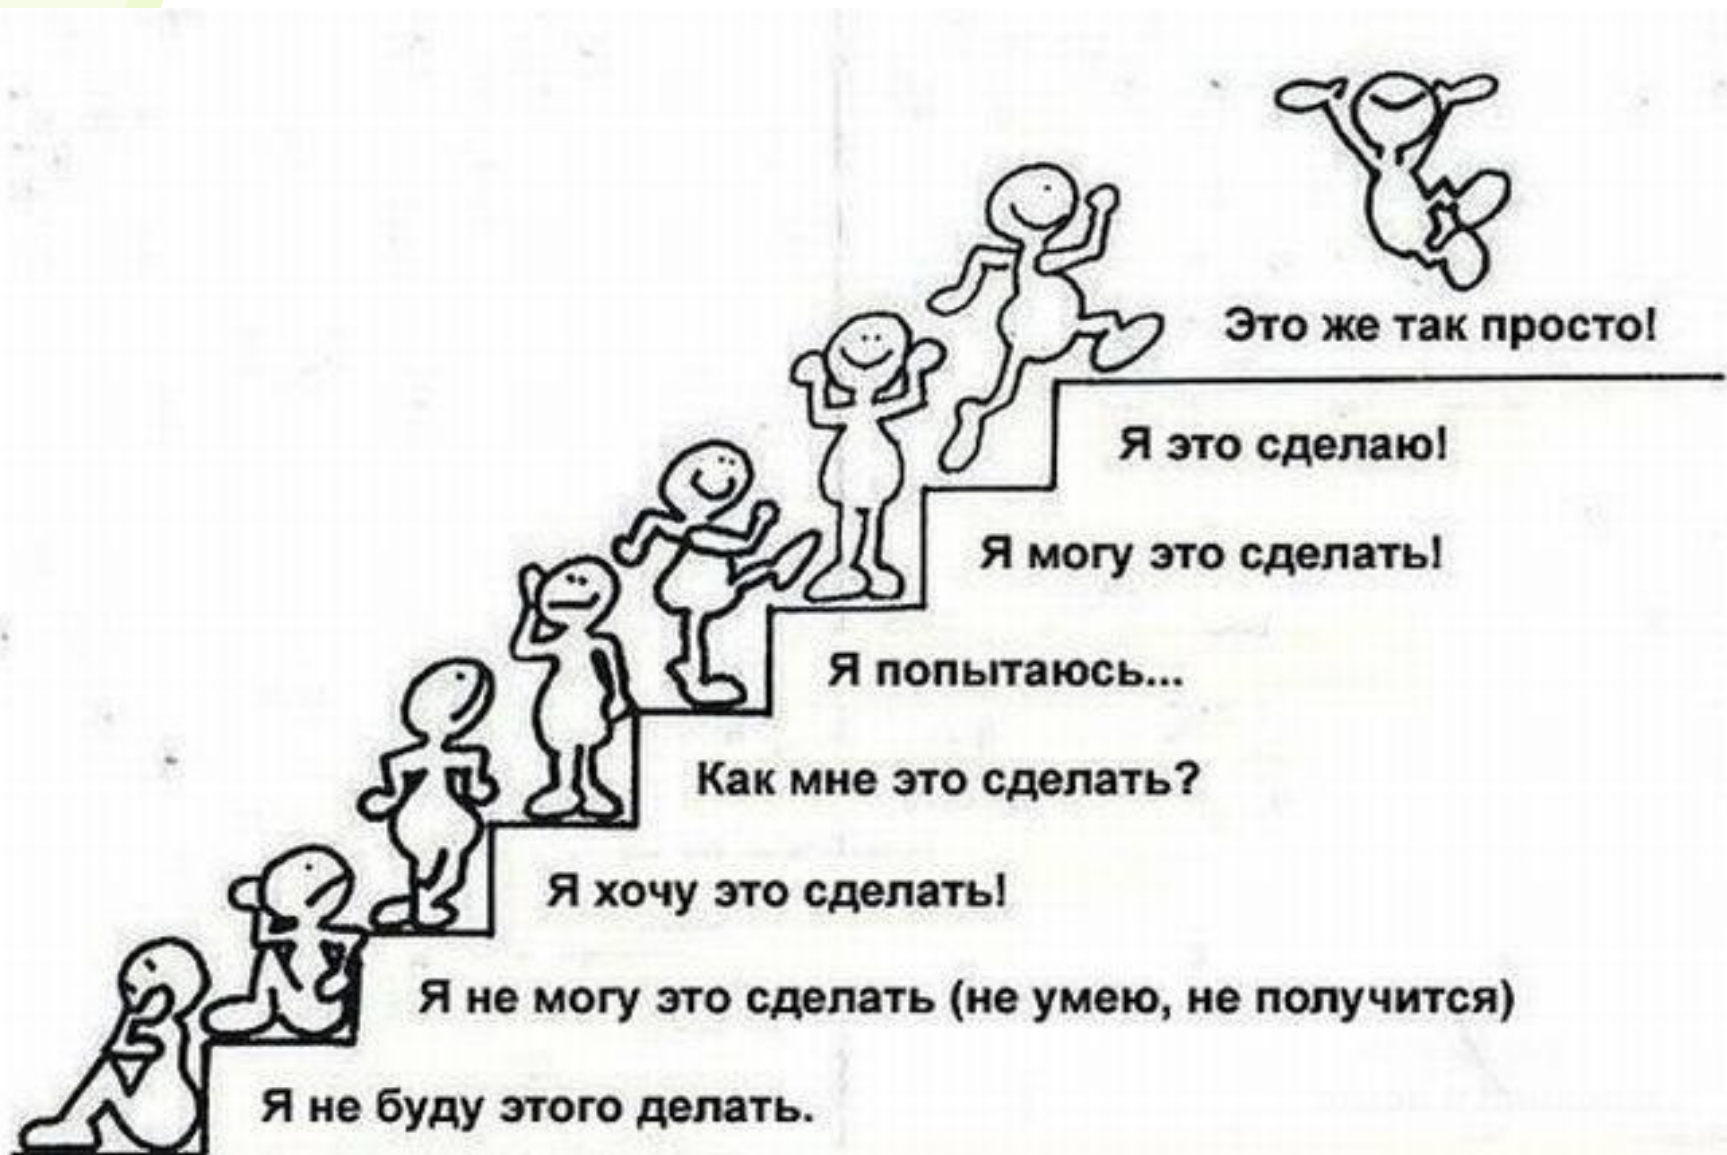 Это же так просто!
Я это сделаю!
Я могу это сделать!
Я попытаюсь...
Как мне это сделать?
Я хочу это сделать!
Я не могу это сделать (не умею, не получится)
Я не буду этого делать.